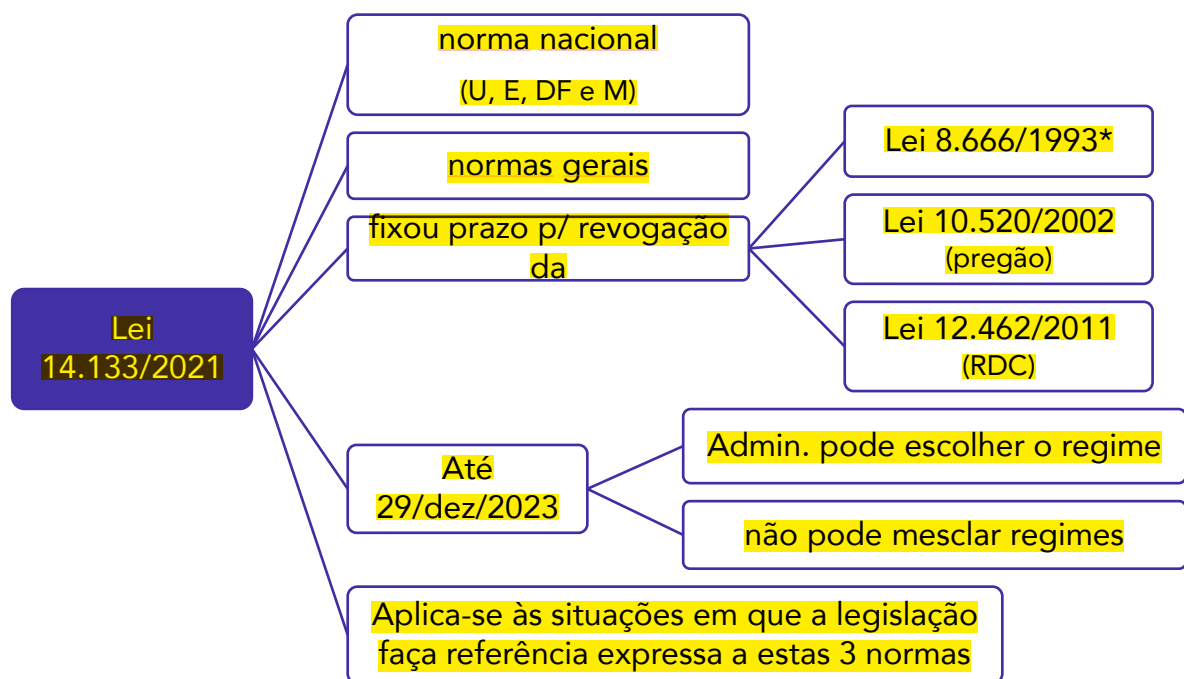 Lei
14.133/2021
norma nacional
(U, E, DF e M)
normas gerais
fixou prazo p/ revogação
da
Lei 8.666/1993*
Lei 10.520/2002
(pregão)
Lei 12.462/2011
(RDC)
Até
29/dez/2023
Admin. pode escolher o regime
não pode mesclar regimes
Aplica-se às situações em que a legislação
faça referência expressa a estas 3 normas